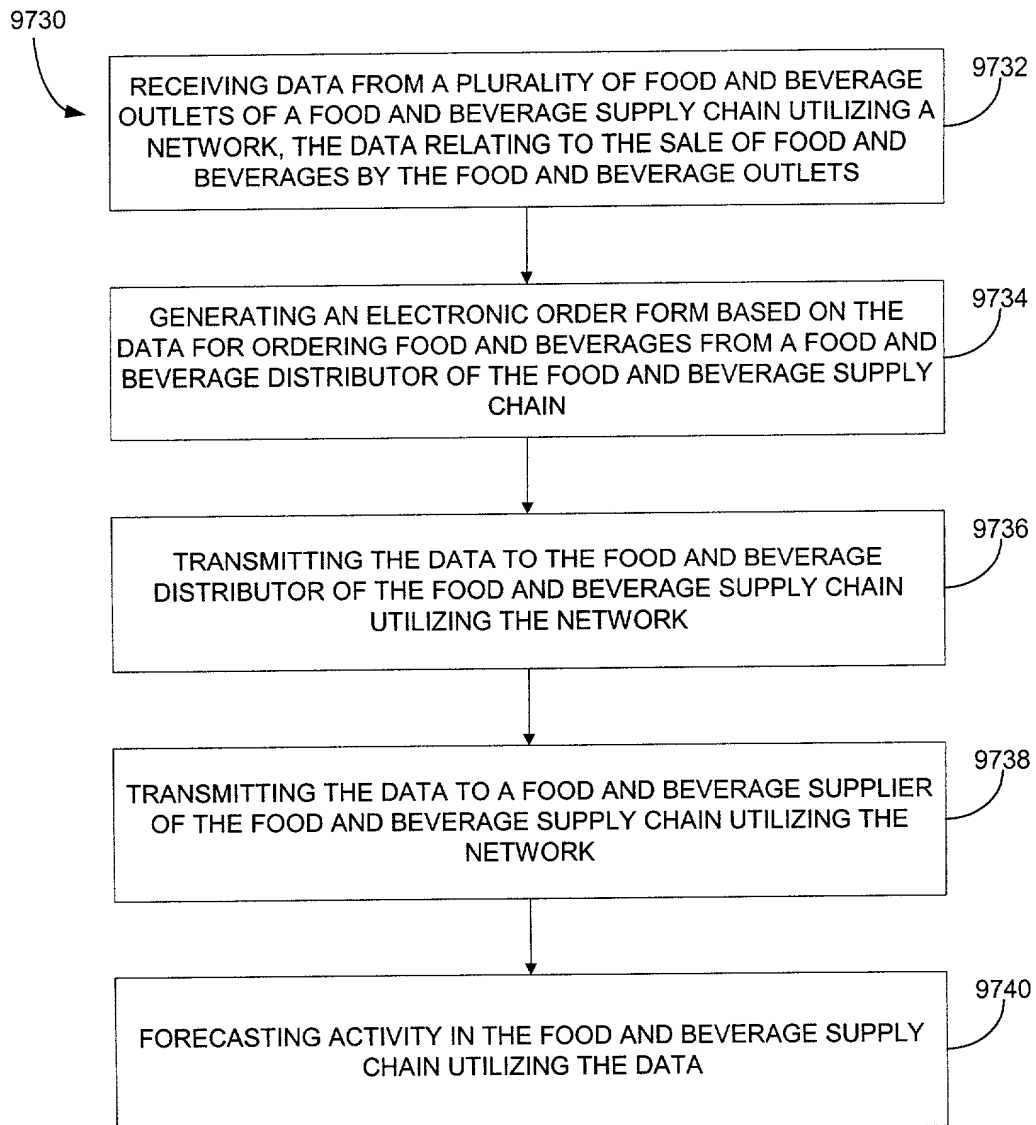 9730
RECEIVING DATA FROM A PLURALITY OF FOOD AND BEVERAGE
OUTLETS OF A FOOD AND BEVERAGE SUPPLY CHAIN UTILIZING A
NETWORK, THE DATA RELATING TO THE SALE OF FOOD AND
BEVERAGES BY THE FOOD AND BEVERAGE OUTLETS
9732
GENERATING AN ELECTRONIC ORDER FORM BASED ON THE
DATA FOR ORDERING FOOD AND BEVERAGES FROM A FOOD AND
BEVERAGE DISTRIBUTOR OF THE FOOD AND BEVERAGE SUPPLY
CHAIN
9734
TRANSMITTING THE DATA TO THE FOOD AND BEVERAGE
DISTRIBUTOR OF THE FOOD AND BEVERAGE SUPPLY CHAIN
UTILIZING THE NETWORK
9736
TRANSMITTING THE DATA TO A FOOD AND BEVERAGE SUPPLIER
OF THE FOOD AND BEVERAGE SUPPLY CHAIN UTILIZING THE
NETWORK
9738
FORECASTING ACTIVITY IN THE FOOD AND BEVERAGE SUPPLY
CHAIN UTILIZING THE DATA
9740